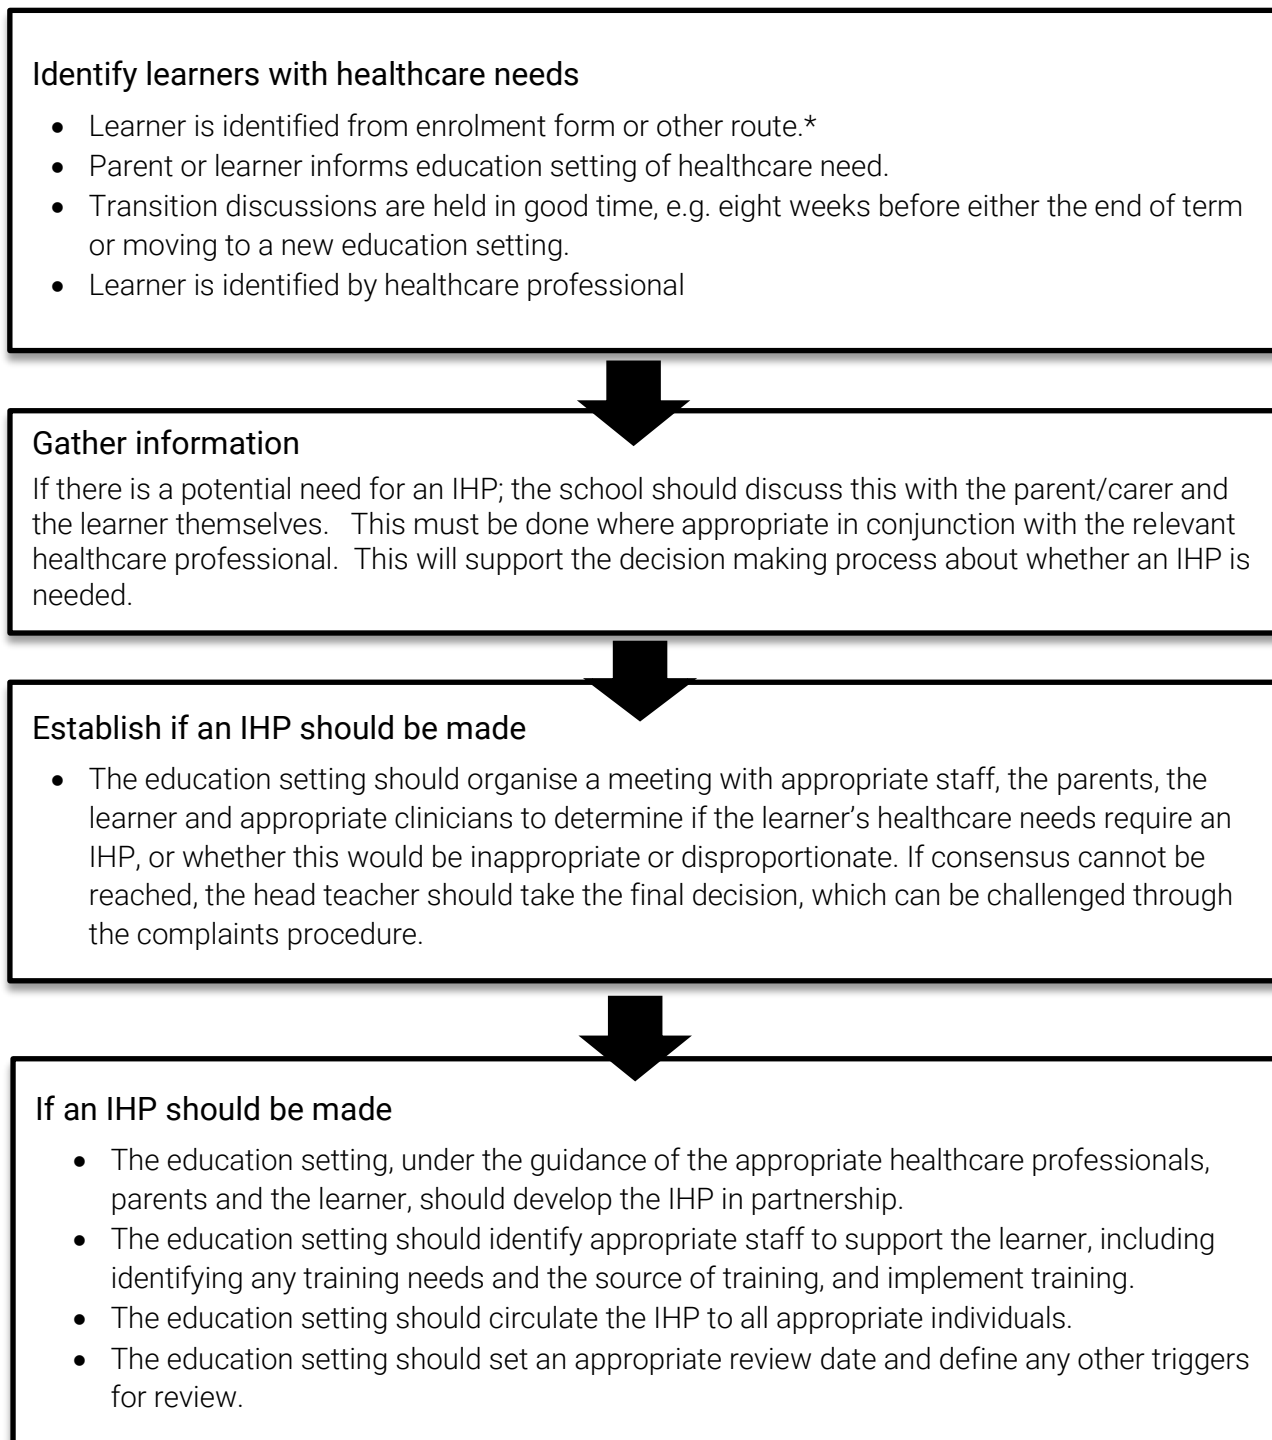 Identify learners with healthcare needs
• Learner is identified from enrolment form or other route.*
• Parent or learner informs education setting of healthcare need.
• Transition discussions are held in good time, e.g. eight weeks before either the end of term
or moving to a new education setting.
• Learner is identified by healthcare professional
Gather information
If there is a potential need for an IHP; the school should discuss this with the parent/carer and
the learner themselves.   This must be done where appropriate in conjunction with the relevant
healthcare professional.  This will support the decision making process about whether an IHP is
needed.
Establish if an IHP should be made
• The education setting should organise a meeting with appropriate staff, the parents, the
learner and appropriate clinicians to determine if the learner’s healthcare needs require an
IHP, or whether this would be inappropriate or disproportionate. If consensus cannot be
reached, the head teacher should take the final decision, which can be challenged through
the complaints procedure.
If an IHP should be made
• The education setting, under the guidance of the appropriate healthcare professionals,
parents and the learner, should develop the IHP in partnership.
• The education setting should identify appropriate staff to support the learner, including
identifying any training needs and the source of training, and implement training.
• The education setting should circulate the IHP to all appropriate individuals.
• The education setting should set an appropriate review date and define any other triggers
for review.